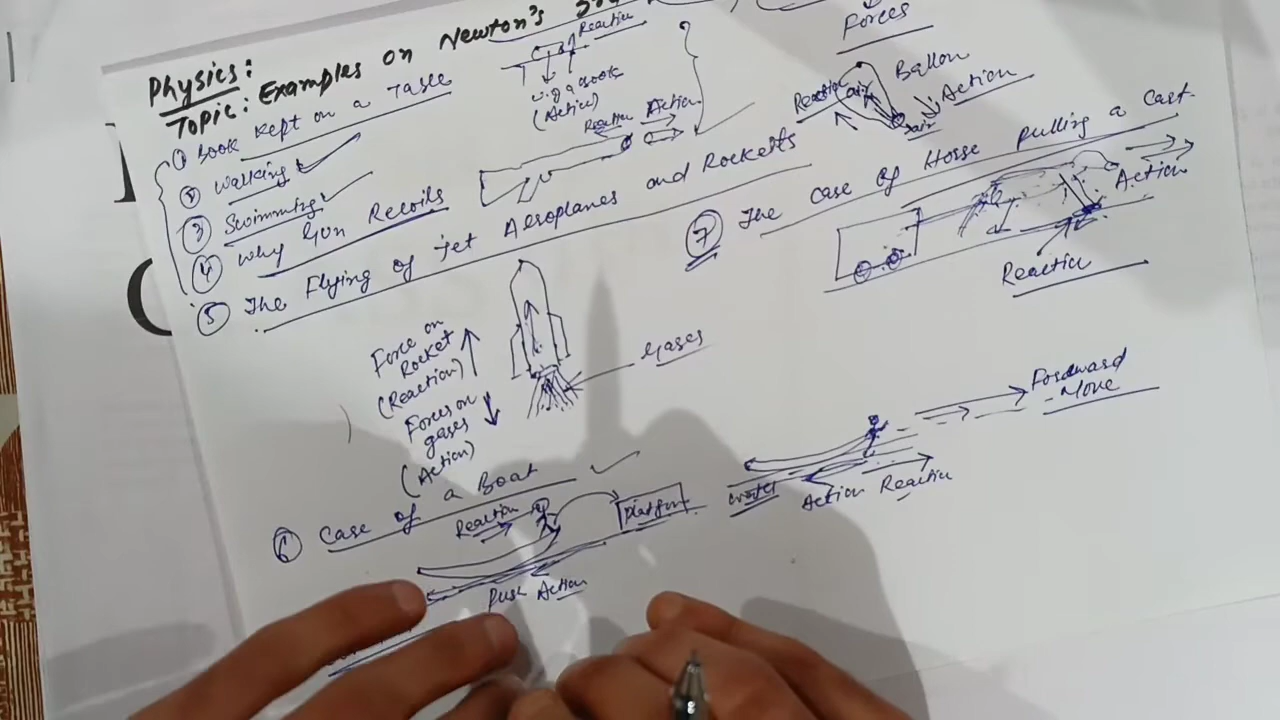 Physics:
Topic: Examples on Newton's 3rd
Forces
① Book kept on a Table
② Walking
③ Swimming
④ Why Gun Recoils
⑤ The Flying of Jet Aeroplanes and Rockets
Reaction
(Action)
Reaction Action
Ballon
Reaction air Action
air
Force on
Rocket
(Reaction)
Forces on
gases
(Action)
Gases
⑥ Case of a Boat
Reaction
Platform
Push Action
water Action Reaction
Forward
Move
⑦ The case of Horse pulling a Cart
Action
Reaction